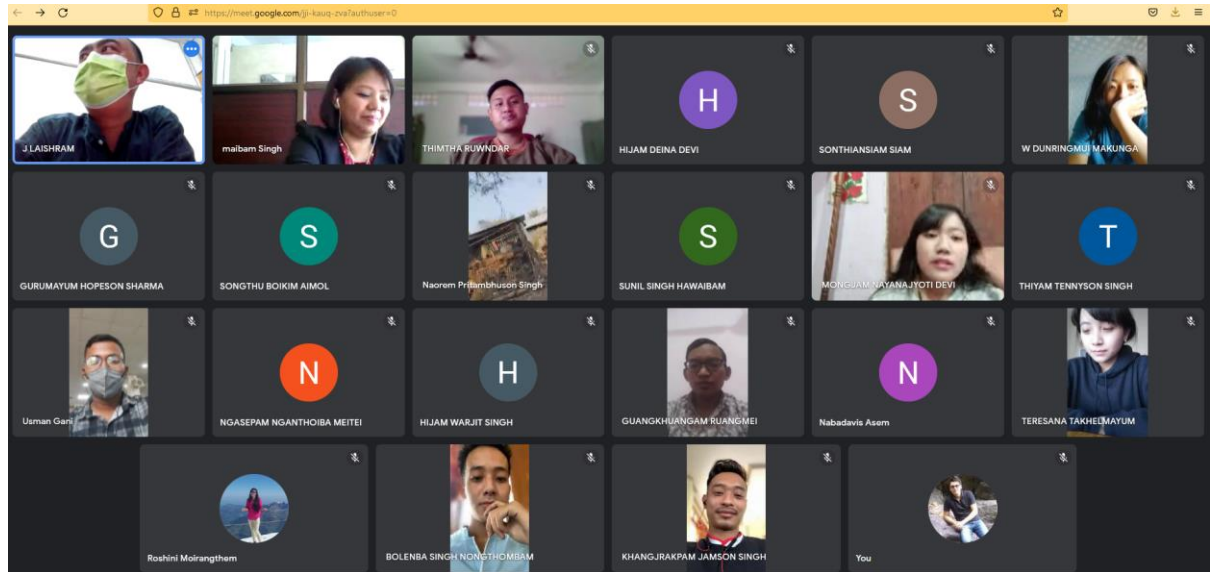 https://meet.google.com/jji-kauq-zva?authuser=0
J LAISHRAM
maibam Singh
THIMTHA RUWNDAR
H
HIJAM DEINA DEVI
S
SONTHIANSIAM SIAM
W DUNRINGMUI MAKUNGA
G
GURUMAYUM HOPESON SHARMA
S
SONGTHU BOIKIM AIMOL
Naorem Pritambhuson Singh
S
SUNIL SINGH HAWAIBAM
MONGJAM NAYANAJYOTI DEVI
T
THIYAM TENNYSON SINGH
Usman Gani
N
NGASEPAM NGANTHOIBA MEITEI
H
HIJAM WARJIT SINGH
GUANGKHUANGAM RUANGMEI
N
Nabadavis Asem
TERESANA TAKHELMAYUM
Roshini Moirangthem
BOLENBA SINGH NONGTHOMBAM
KHANGJRAKPAM JAMSON SINGH
You